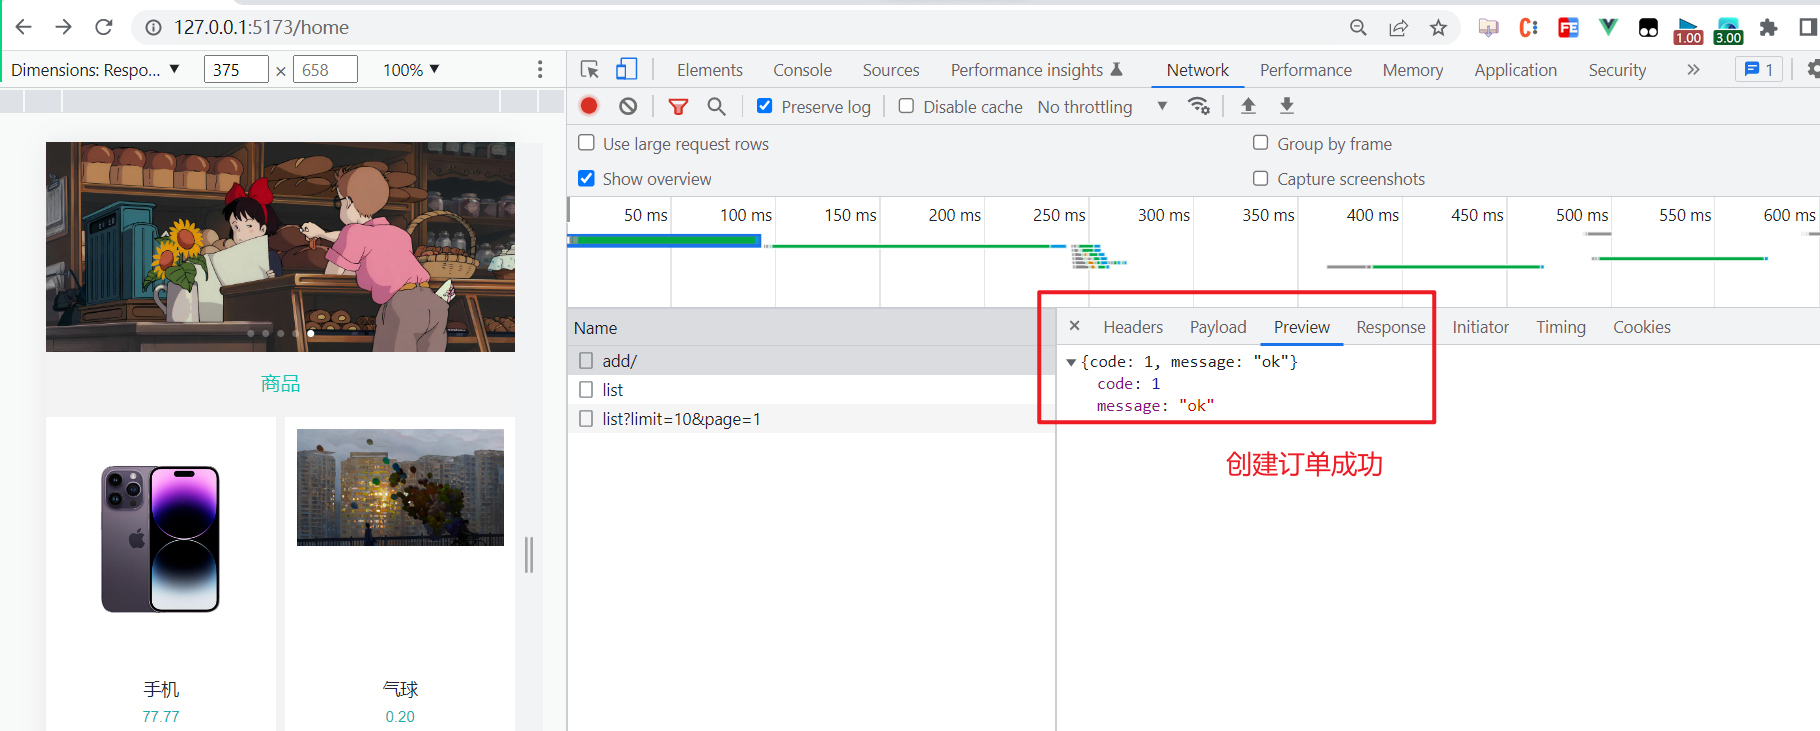 127.0.0.1:5173/home
1.00
3.00
Dimensions: Respo... ▼ 375 × 658 100% ▼
Elements Console Sources Performance insights Network Performance Memory Application Security » 1
Preserve log Disable cache No throttling ▼
Use large request rows Group by frame
Show overview Capture screenshots
50 ms 100 ms 150 ms 200 ms 250 ms 300 ms 350 ms 400 ms 450 ms 500 ms 550 ms 600 ms
Name
add/
list
list?limit=10&page=1
× Headers Payload Preview Response Initiator Timing Cookies
▼{code: 1, message: "ok"}
code: 1
message: "ok"
创建订单成功
商品
手机
77.77
气球
0.20